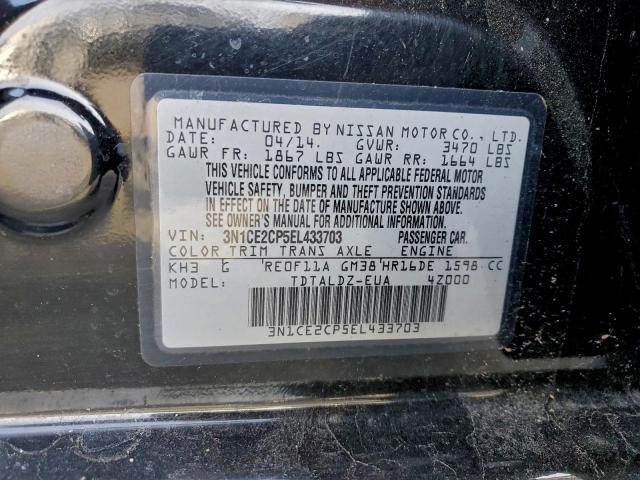 MANUFACTURED BY NISSAN MOTOR CO., LTD.
DATE: 04/14. GVWR: 3470 LBS
GAWR FR: 1867 LBS GAWR RR: 1664 LBS
THIS VEHICLE CONFORMS TO ALL APPLICABLE FEDERAL MOTOR
VEHICLE SAFETY, BUMPER AND THEFT PREVENTION STANDARDS
IN EFFECT ON THE DATE OF MANUFACTURE SHOWN ABOVE.
SEE OWNER'S MANUAL FOR ADDITIONAL INFORMATION.
VIN: 3N1CE2CP5EL433703 PASSENGER CAR.
COLOR TRIM TRANS AXLE ENGINE
KH3 G RE0F11A GM38 HR16DE 1598 CC
MODEL: TDTALDZ-EUA 4Z000
3N1CE2CP5EL433703